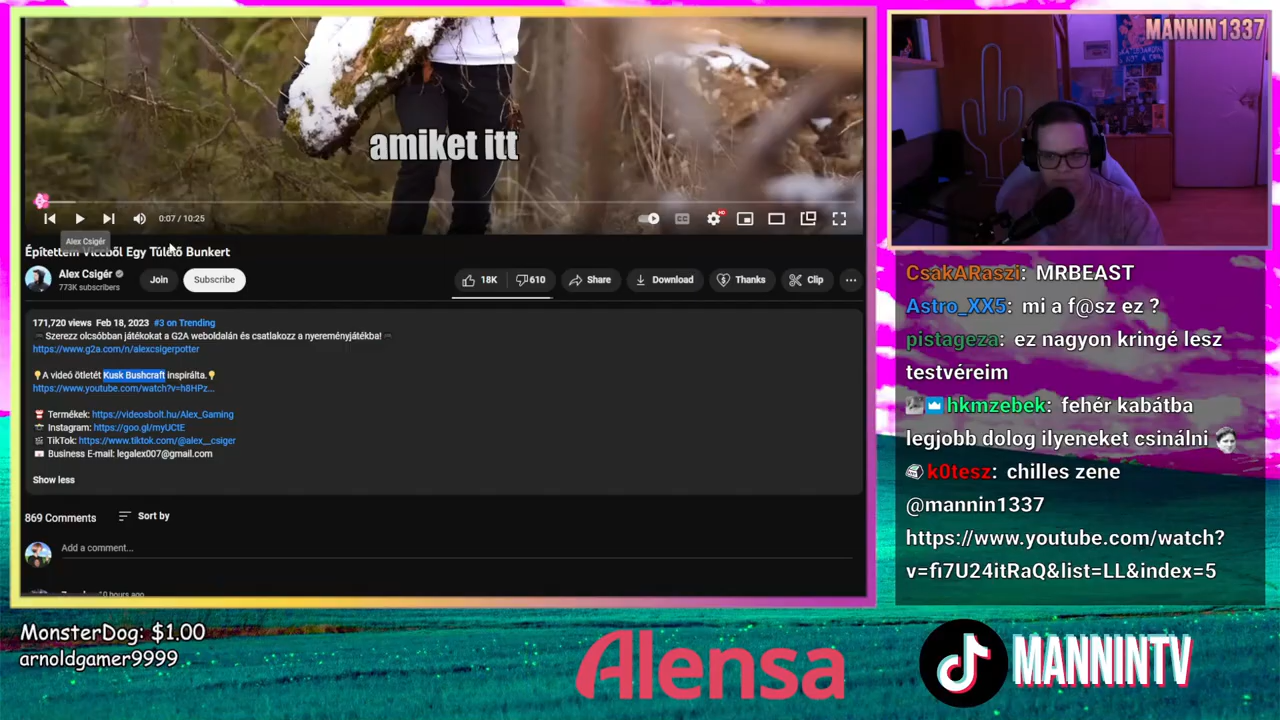 amiket itt
0:07 / 10:25
HD
CC
Alex Csigér
Építettem Viccből Egy Túlélő Bunkert
Alex Csigér
773K subscribers
Join
Subscribe
18K
610
Share
Download
Thanks
Clip
171,720 views Feb 18, 2023 #3 on Trending
Szerezz olcsóbban játékokat a G2A weboldalán és csatlakozz a nyereményjátékba!
https://www.g2a.com/n/alexcsigerpotter
A videó ötletét Kusk Bushcraft inspirálta.
https://www.youtube.com/watch?v=h8HPz...
Termékek: https://videosbolt.hu/Alex_Gaming
Instagram: https://goo.gl/myUCtE
TikTok: https://www.tiktok.com/@alex__csiger
Business E-mail: legalex007@gmail.com
Show less
869 Comments
Sort by
Add a comment...
MANNIN1337
CsakARaszi: MRBEAST
Astro_XX5: mi a f@sz ez ?
pistageza: ez nagyon kringé lesz
testvéreim
hkmzebek: fehér kabátba
legjobb dolog ilyeneket csinálni
k0tesz: chilles zene
@mannin1337
https://www.youtube.com/watch?
v=fi7U24itRaQ&list=LL&index=5
MonsterDog: $1.00
arnoldgamer9999
Alensa
MANNINTV